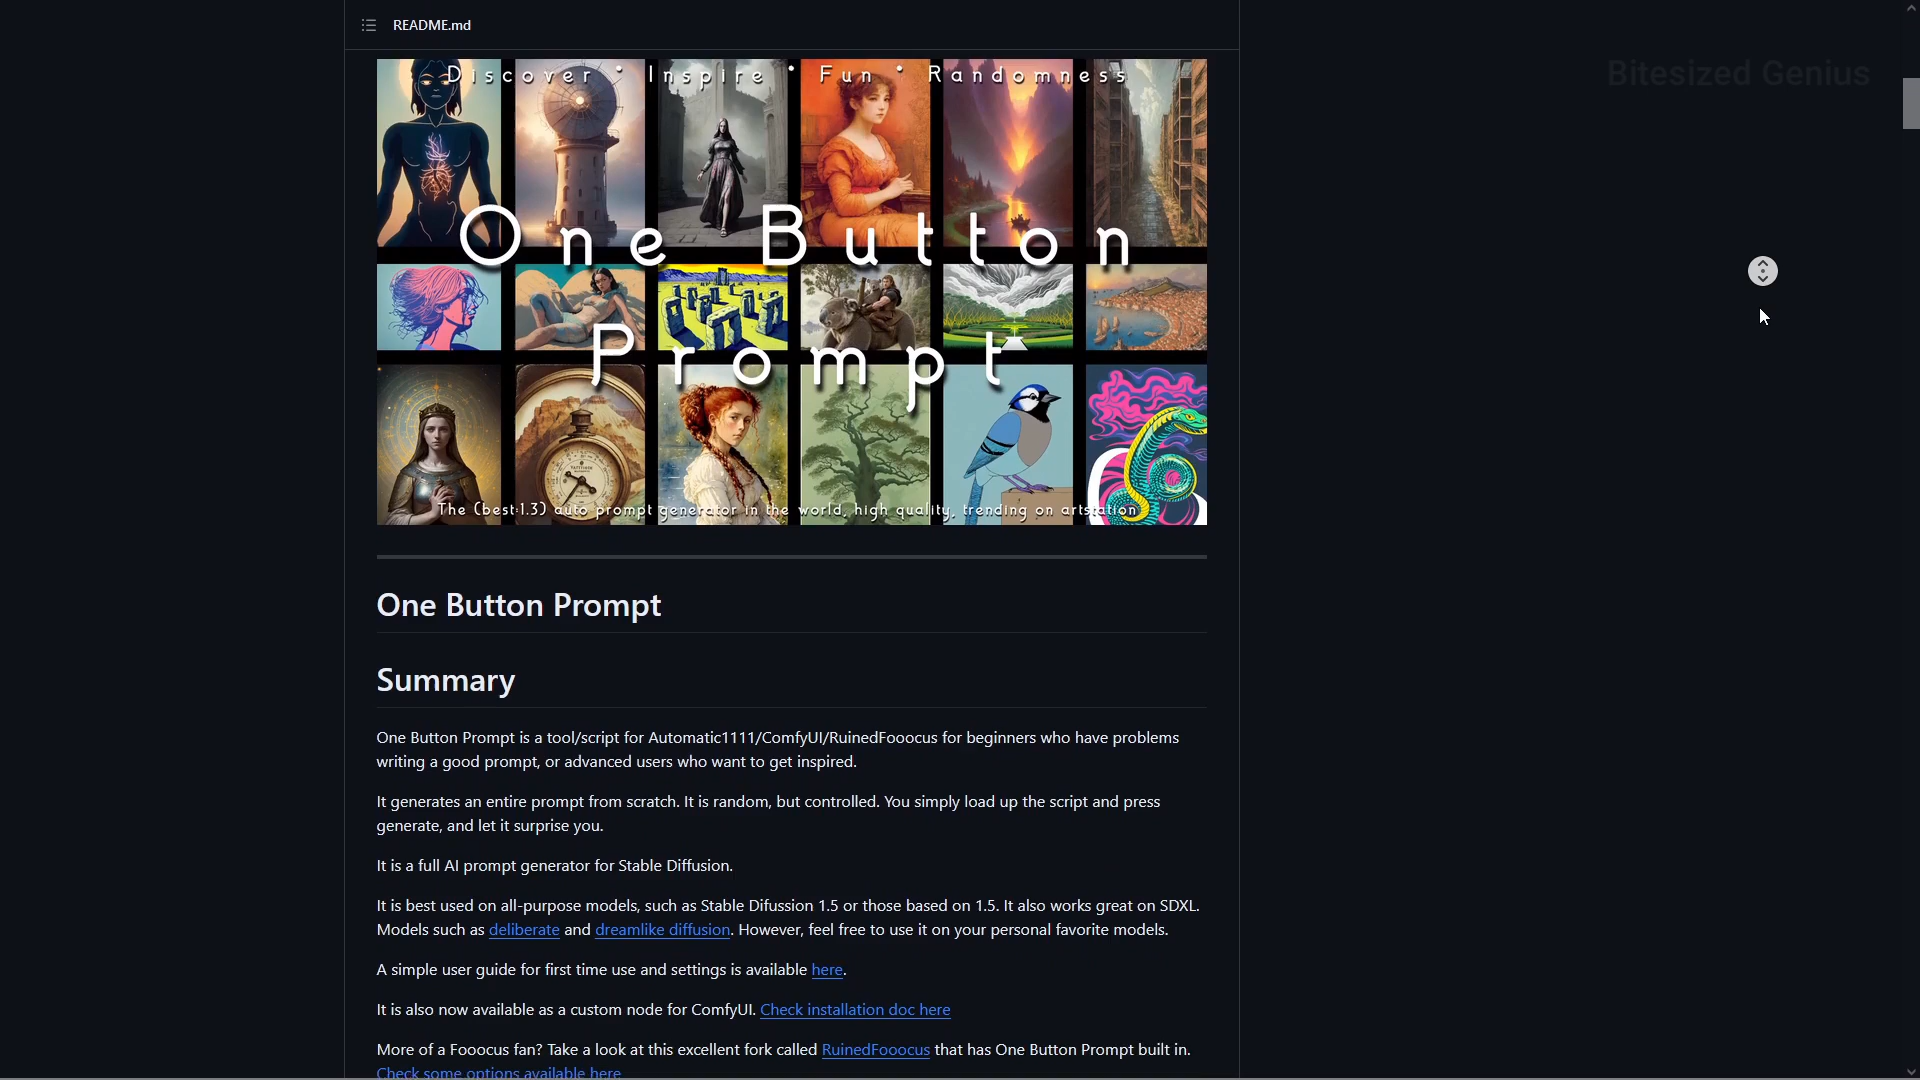 README.md
Bitesized Genius
Discover • Inspire • Fun • Randomness
One Button
Prompt
The (best:1.3) auto prompt generator in the world, high quality, trending on artstation
One Button Prompt
Summary
One Button Prompt is a tool/script for Automatic1111/ComfyUI/RuinedFooocus for beginners who have problems
writing a good prompt, or advanced users who want to get inspired.
It generates an entire prompt from scratch. It is random, but controlled. You simply load up the script and press
generate, and let it surprise you.
It is a full AI prompt generator for Stable Diffusion.
It is best used on all-purpose models, such as Stable Difussion 1.5 or those based on 1.5. It also works great on SDXL.
Models such as deliberate and dreamlike diffusion. However, feel free to use it on your personal favorite models.
A simple user guide for first time use and settings is available here.
It is also now available as a custom node for ComfyUI. Check installation doc here
More of a Fooocus fan? Take a look at this excellent fork called RuinedFooocus that has One Button Prompt built in.
Check some options available here